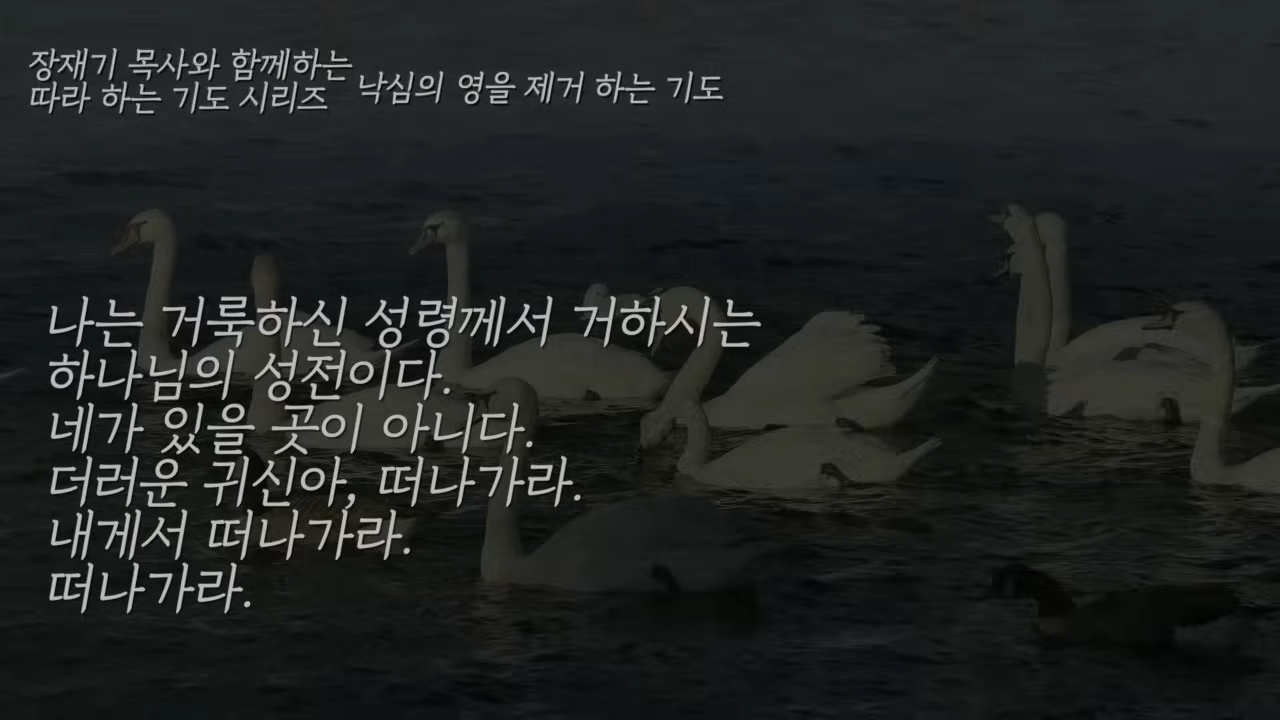 장재기 목사와 함께하는
따라 하는 기도 시리즈
낙심의 영을 제거 하는 기도
나는 거룩하신 성령께서 거하시는
하나님의 성전이다.
네가 있을 곳이 아니다.
더러운 귀신아, 떠나가라.
내게서 떠나가라.
떠나가라.